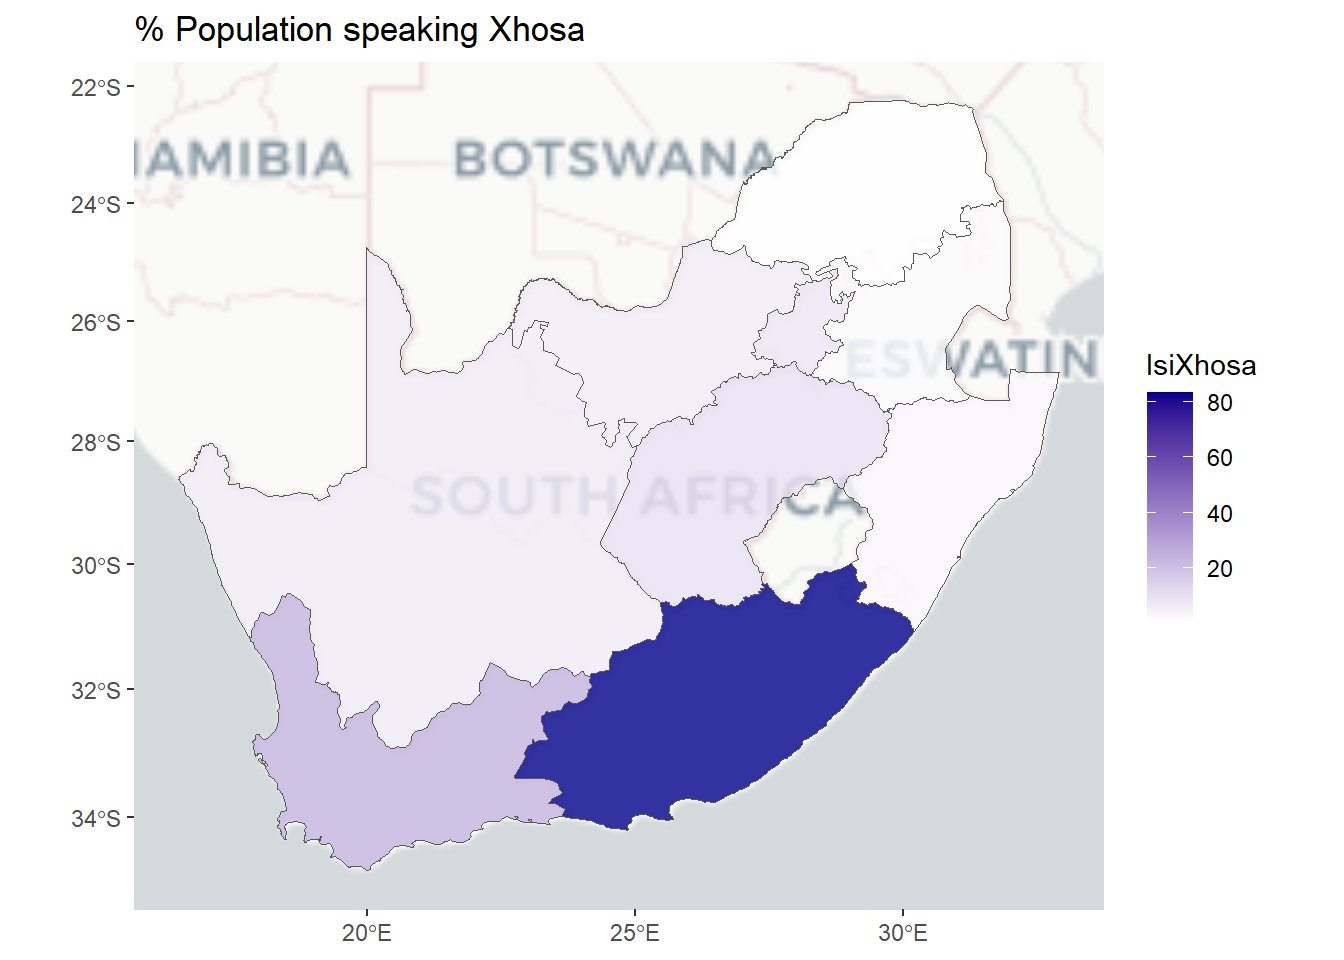 % Population speaking Xhosa
22°S
24°S
26°S
28°S
30°S
32°S
34°S
AMIBIA
BOTSWANA
ESWATIN
SOUTH AFRICA
20°E
25°E
30°E
IsiXhosa
80
60
40
20